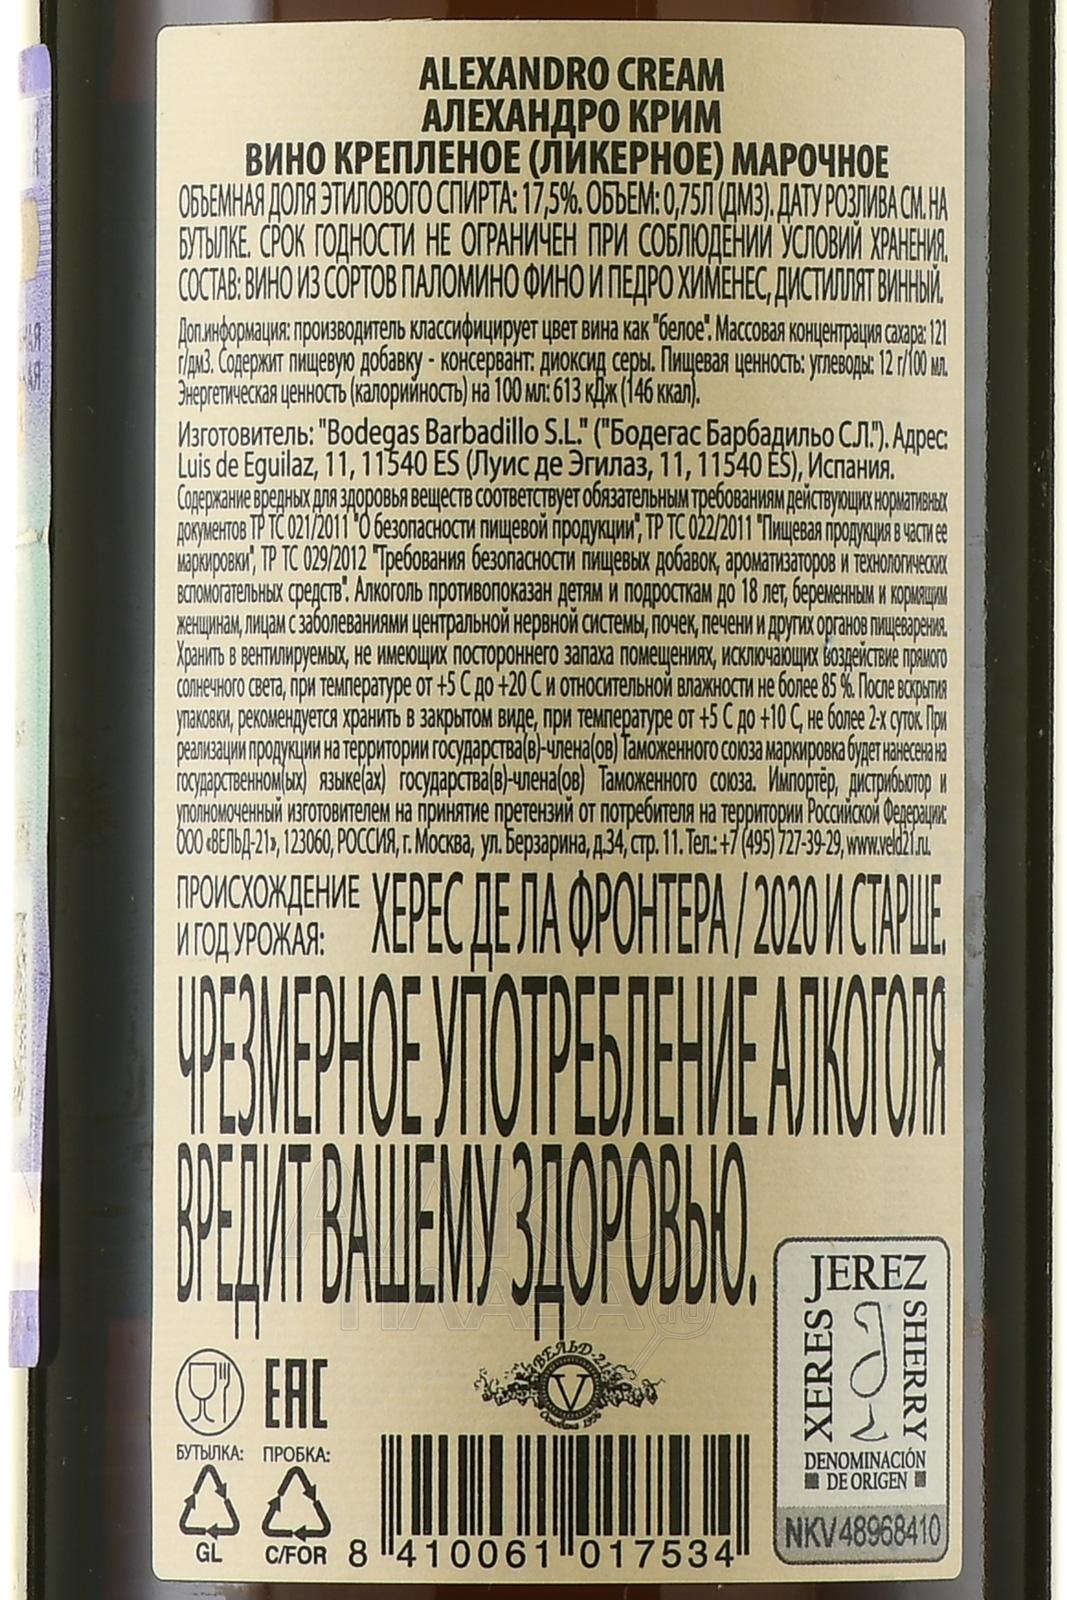 ALEXANDRO CREAM
АЛЕХАНДРО КРИМ
ВИНО КРЕПЛЕНОЕ (ЛИКЕРНОЕ) МАРОЧНОЕ
ОБЪЕМНАЯ ДОЛЯ ЭТИЛОВОГО СПИРТА: 17,5%. ОБЪЕМ: 0,75Л (ДМ3). ДАТУ РОЗЛИВА СМ. НА
БУТЫЛКЕ. СРОК ГОДНОСТИ НЕ ОГРАНИЧЕН ПРИ СОБЛЮДЕНИИ УСЛОВИЙ ХРАНЕНИЯ.
СОСТАВ: ВИНО ИЗ СОРТОВ ПАЛОМИНО ФИНО И ПЕДРО ХИМЕНЕС, ДИСТИЛЛЯТ ВИННЫЙ.
Доп.информация: производитель классифицирует цвет вина как "белое". Массовая концентрация сахара: 121
г/дм3. Содержит пищевую добавку - консервант: диоксид серы. Пищевая ценность: углеводы: 12 г/100 мл.
Энергетическая ценность (калорийность) на 100 мл: 613 кДж (146 ккал).
Изготовитель: "Bodegas Barbadillo S.L." ("Бодегас Барбадильо С.Л."). Адрес:
Luis de Eguilaz, 11, 11540 ES (Луис де Эгилаз, 11, 11540 ES), Испания.
Содержание вредных для здоровья веществ соответствует обязательным требованиям действующих нормативных
документов ТР ТС 021/2011 "О безопасности пищевой продукции", ТР ТС 022/2011 "Пищевая продукция в части ее
маркировки", ТР ТС 029/2012 "Требования безопасности пищевых добавок, ароматизаторов и технологических
вспомогательных средств". Алкоголь противопоказан детям и подросткам до 18 лет, беременным и кормящим
женщинам, лицам с заболеваниями центральной нервной системы, почек, печени и других органов пищеварения.
Хранить в вентилируемых, не имеющих постороннего запаха помещениях, исключающих воздействие прямого
солнечного света, при температуре от +5 С до +20 С и относительной влажности не более 85 %. После вскрытия
упаковки, рекомендуется хранить в закрытом виде, при температуре от +5 С до +10 С, не более 2-х суток. При
реализации продукции на территории государства(в)-члена(ов) Таможенного союза маркировка будет нанесена на
государственном(ых) языке(ах) государства(в)-члена(ов) Таможенного союза. Импортёр, дистрибьютор и
уполномоченный изготовителем на принятие претензий от потребителя на территории Российской Федерации:
ООО «ВЕЛЬД-21», 123060, РОССИЯ, г. Москва, ул. Берзарина, д.34, стр. 11. Тел.: +7 (495) 727-39-29, www.veld21.ru.
ПРОИСХОЖДЕНИЕ
И ГОД УРОЖАЯ: ХЕРЕС ДЕ ЛА ФРОНТЕРА / 2020 И СТАРШЕ.
ЧРЕЗМЕРНОЕ УПОТРЕБЛЕНИЕ АЛКОГОЛЯ
ВРЕДИТ ВАШЕМУ ЗДОРОВЬЮ.
АЛКО
ПЛАЗА.ru
JEREZ
XERES
SHERRY
DENOMINACIÓN
DE ORIGEN
NKV48968410
EAC
ВЕЛЬД-21
V
Основана 1996
БУТЫЛКА: ПРОБКА:
GL C/FOR
8 410061 017534